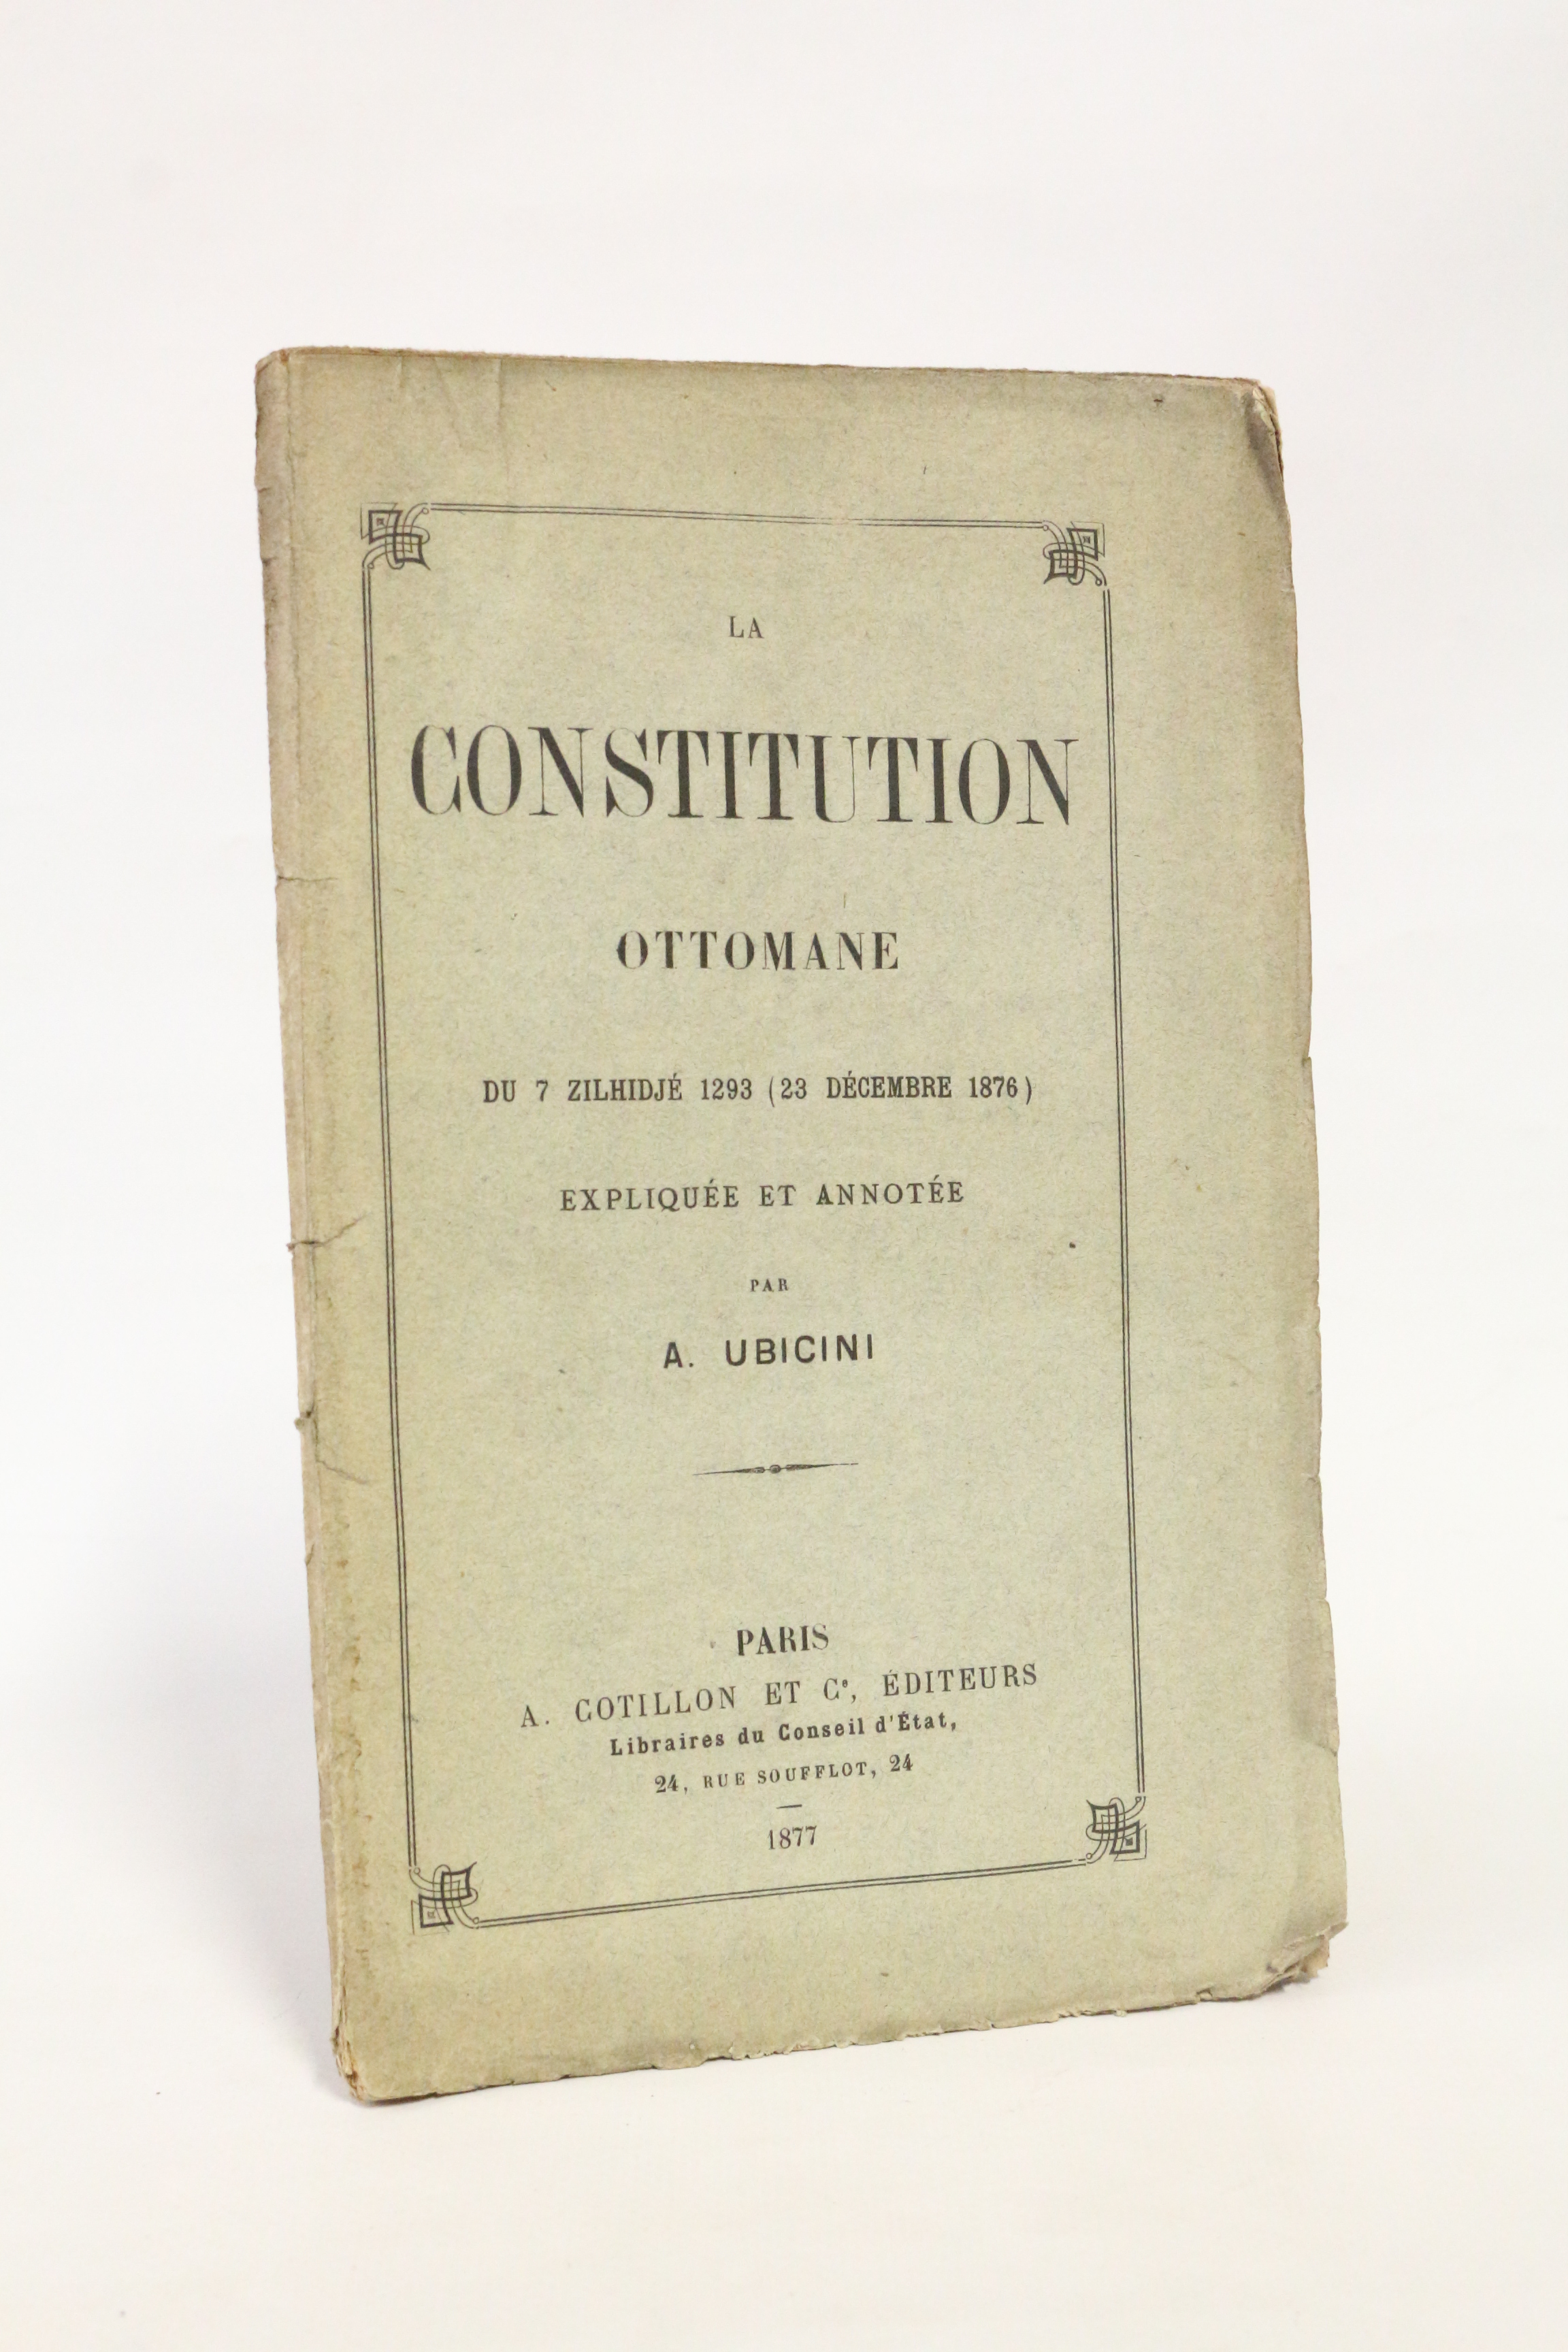 LA
CONSTITUTION
OTTOMANE
DU 7 ZILHIDJÉ 1293 (23 DÉCEMBRE 1876)
EXPLIQUÉE ET ANNOTÉE
PAR
A. UBICINI
PARIS
A. COTILLON ET Cᵉ, ÉDITEURS
Libraires du Conseil d'État,
24, RUE SOUFFLOT, 24
1877